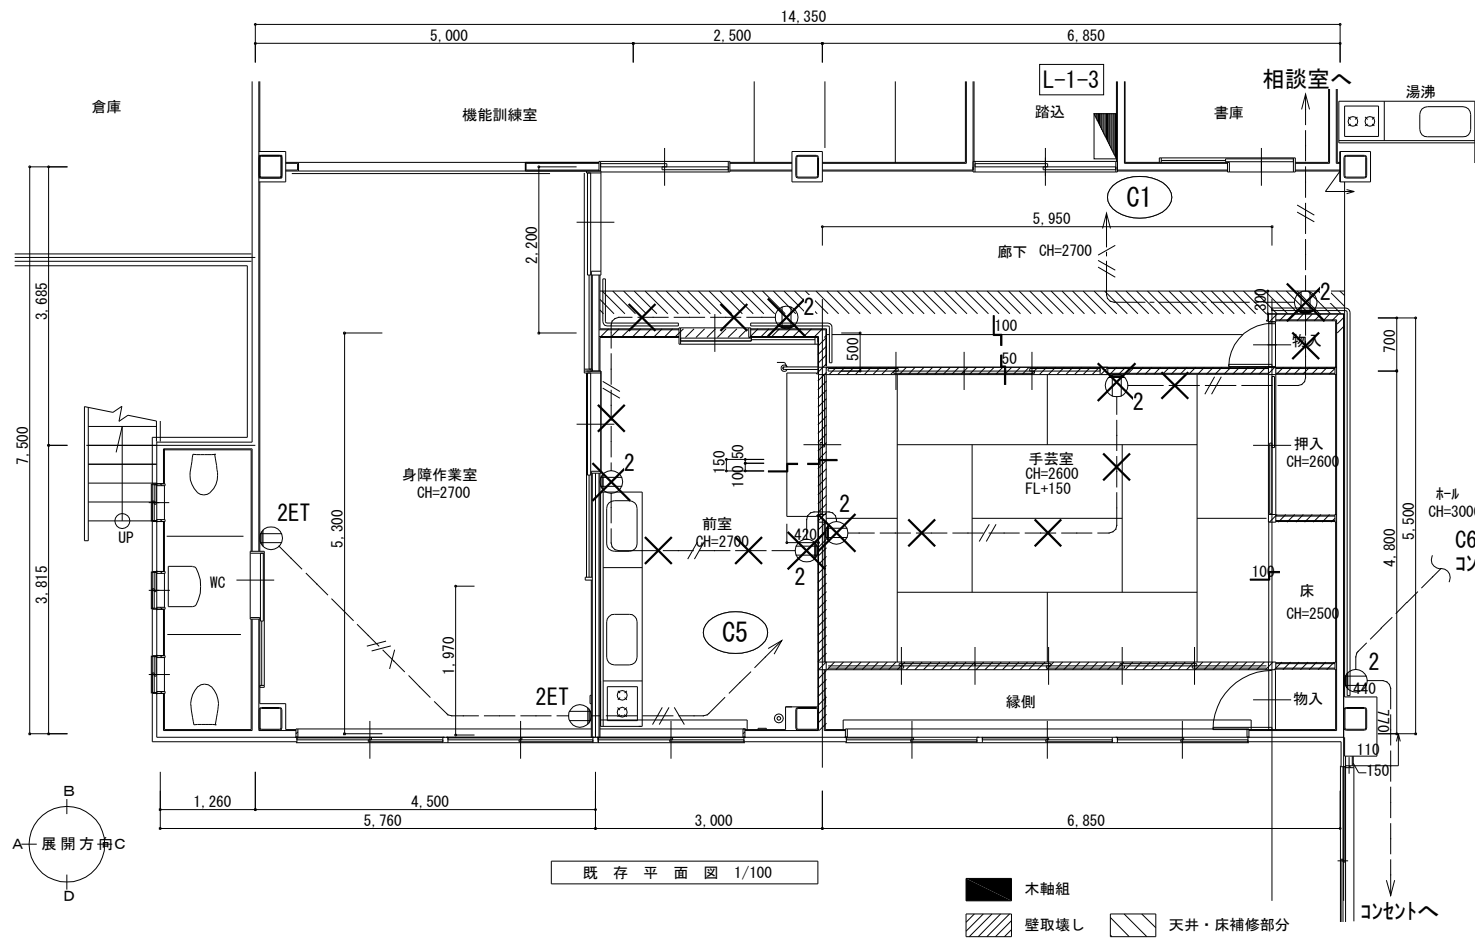 14,350
5,000
2,500
6,850
L-1-3
相談室へ
湯沸
倉庫
機能訓練室
踏込
書庫
C1
5,950
廊下 CH=2700
2,200
3,685
300
2
2
100
500
物入
700
50
2
7,500
150
50
100
手芸室
CH=2600
FL+150
押入
CH=2600
身障作業室
CH=2700
2
ホール
CH=3000
5,500
4,800
2ET
5,300
前室
CH=2700
420
2
2
UP
C6
コン
WC
3,815
100
床
CH=2500
1,970
C5
2
440
2ET
縁側
物入
770
110
150
1,260
4,500
5,760
3,000
6,850
B
A 展開方向 C
D
既存平面図 1/100
木軸組
壁取壊し
天井・床補修部分
コンセントへ